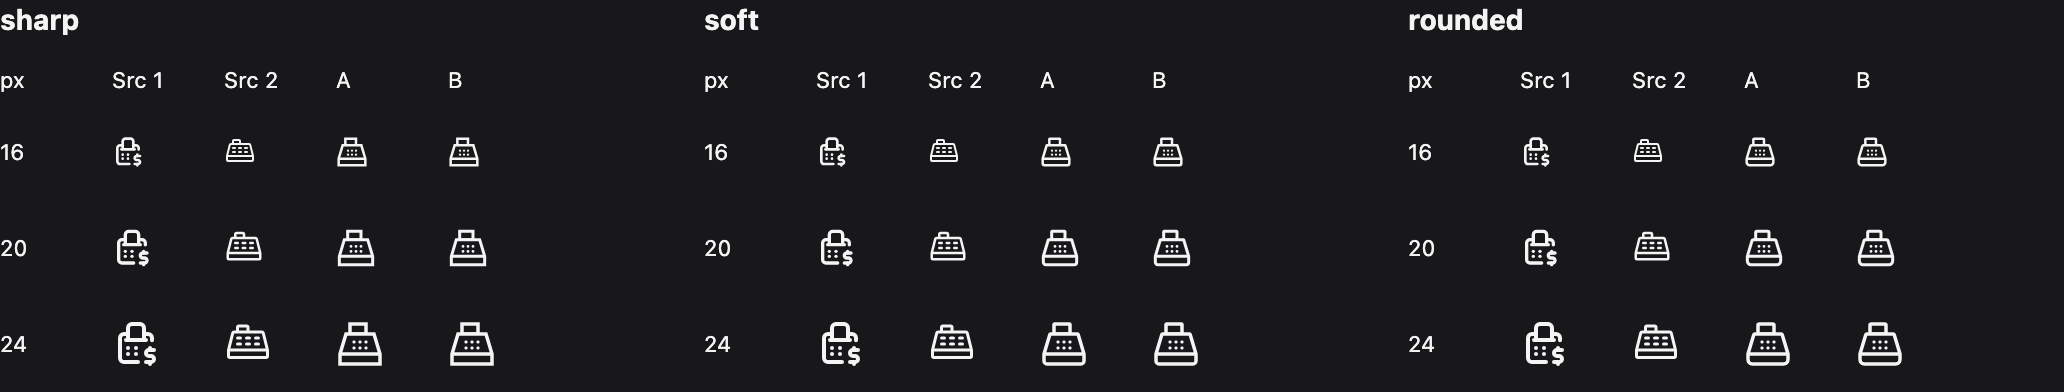 sharp soft rounded
px Src 1 Src 2 A B px Src 1 Src 2 A B px Src 1 Src 2 A B
16 $ 16 $ 16 $
20 $ 20 $ 20 $
24 $ 24 $ 24 $